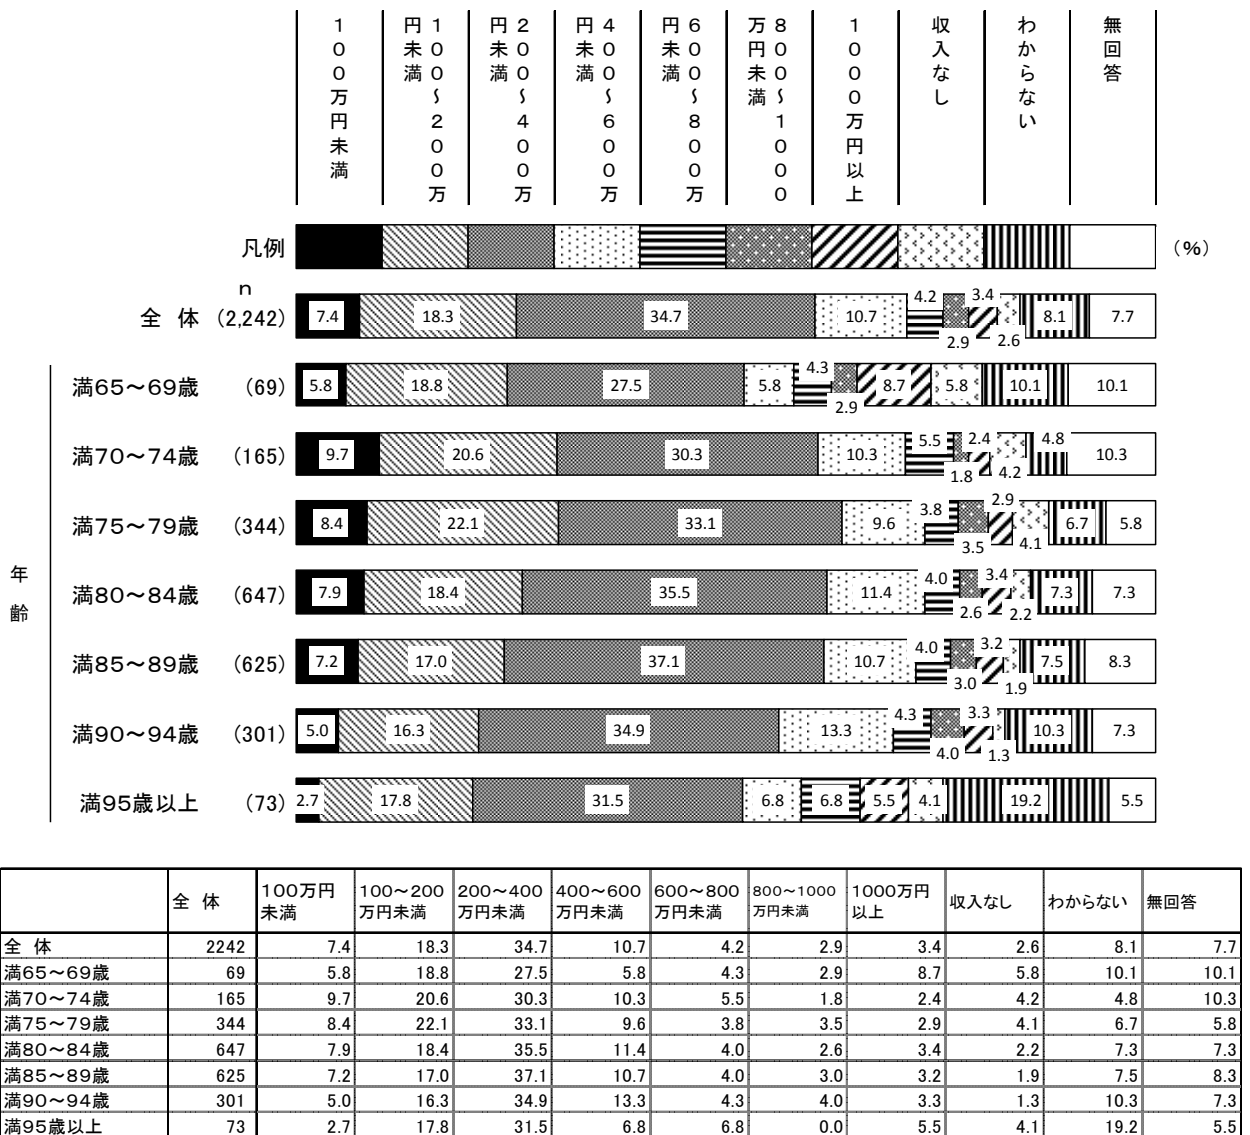 100万円未満
100～200万円未満
200～400万円未満
400～600万円未満
600～800万円未満
800～1000万円未満
1000万円以上
収入なし
わからない
無回答
凡例
(%)
n
全 体 (2,242) 7.4 18.3 34.7 10.7 4.2 2.9 3.4 2.6 8.1 7.7
年齢
満65～69歳 (69) 5.8 18.8 27.5 5.8 4.3 2.9 8.7 5.8 10.1 10.1
満70～74歳 (165) 9.7 20.6 30.3 10.3 5.5 1.8 2.4 4.2 4.8 10.3
満75～79歳 (344) 8.4 22.1 33.1 9.6 3.8 3.5 2.9 4.1 6.7 5.8
満80～84歳 (647) 7.9 18.4 35.5 11.4 4.0 2.6 3.4 2.2 7.3 7.3
満85～89歳 (625) 7.2 17.0 37.1 10.7 4.0 3.0 3.2 1.9 7.5 8.3
満90～94歳 (301) 5.0 16.3 34.9 13.3 4.3 4.0 3.3 1.3 10.3 7.3
満95歳以上 (73) 2.7 17.8 31.5 6.8 6.8 5.5 4.1 19.2 5.5
全 体 100万円未満 100～200万円未満 200～400万円未満 400～600万円未満 600～800万円未満 800～1000万円未満 1000万円以上 収入なし わからない 無回答
全 体 2242 7.4 18.3 34.7 10.7 4.2 2.9 3.4 2.6 8.1 7.7
満65～69歳 69 5.8 18.8 27.5 5.8 4.3 2.9 8.7 5.8 10.1 10.1
満70～74歳 165 9.7 20.6 30.3 10.3 5.5 1.8 2.4 4.2 4.8 10.3
満75～79歳 344 8.4 22.1 33.1 9.6 3.8 3.5 2.9 4.1 6.7 5.8
満80～84歳 647 7.9 18.4 35.5 11.4 4.0 2.6 3.4 2.2 7.3 7.3
満85～89歳 625 7.2 17.0 37.1 10.7 4.0 3.0 3.2 1.9 7.5 8.3
満90～94歳 301 5.0 16.3 34.9 13.3 4.3 4.0 3.3 1.3 10.3 7.3
満95歳以上 73 2.7 17.8 31.5 6.8 6.8 0.0 5.5 4.1 19.2 5.5